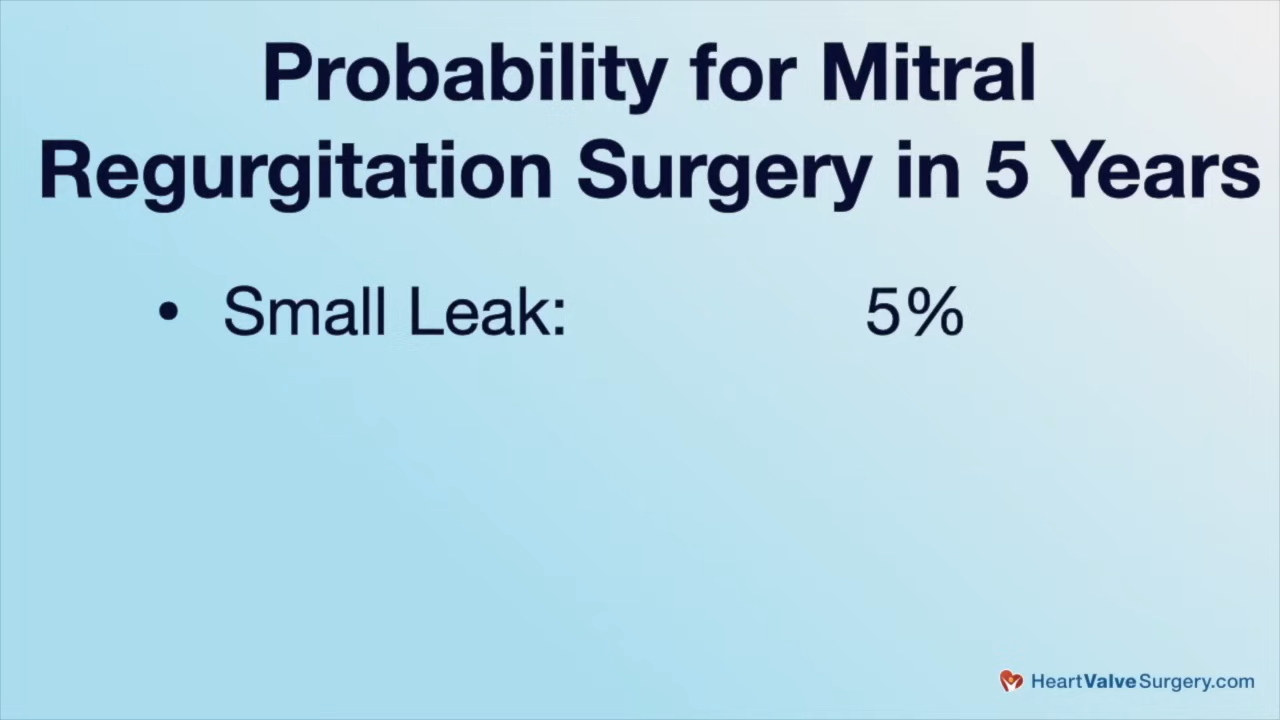 Probability for Mitral
Regurgitation Surgery in 5 Years
• Small Leak: 5%
HeartValveSurgery.com